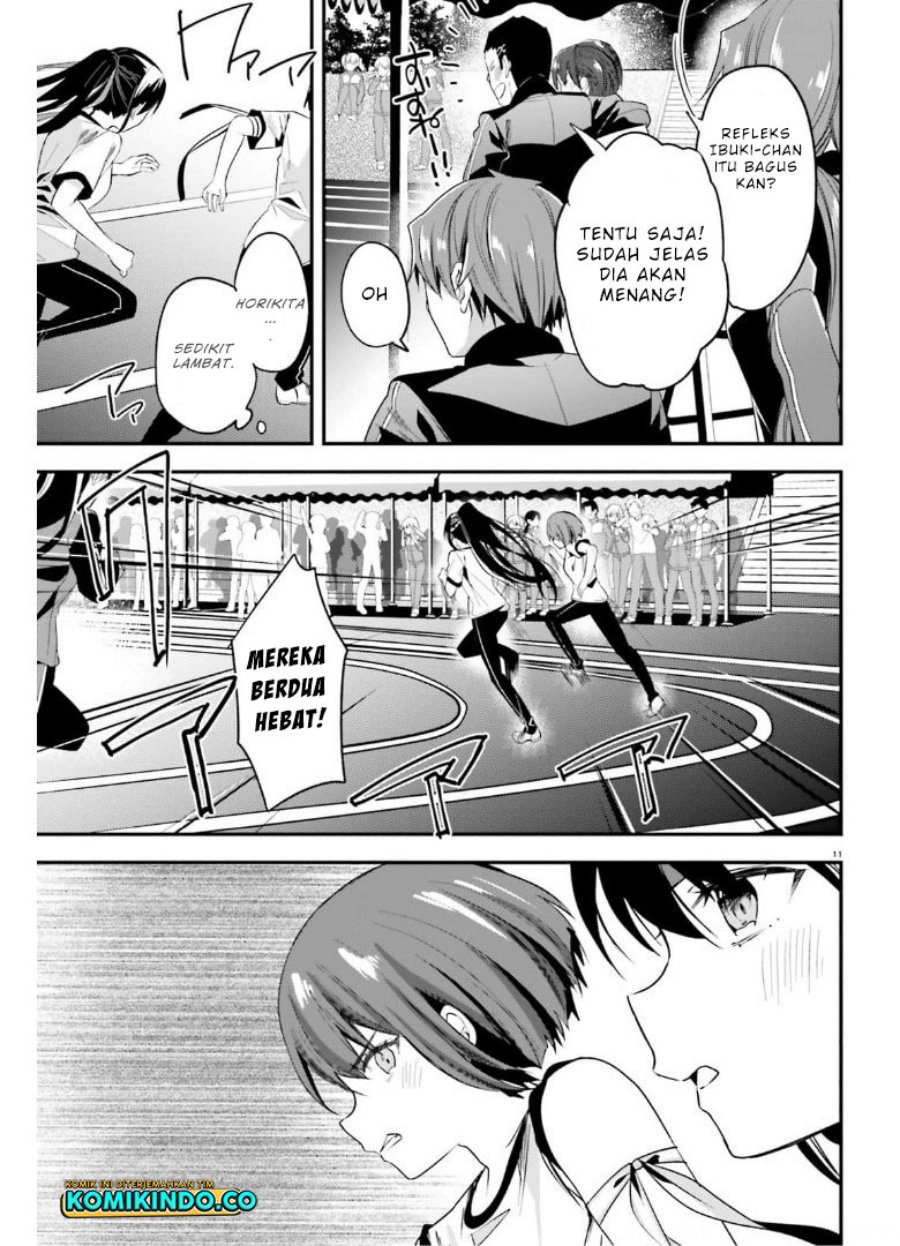 REFLEKS
IBUKI-CHAN
ITU BAGUS
KAN?
TENTU SAJA!
SUDAH JELAS
DIA AKAN
MENANG!
OH
HORIKITA
...
.
SEDIKIT
LAMBAT.
MEREKA
BERDUA
HEBAT!
11
KOMIK INI DITERJEMAHKAN TIM
KOMIKINDO.CO